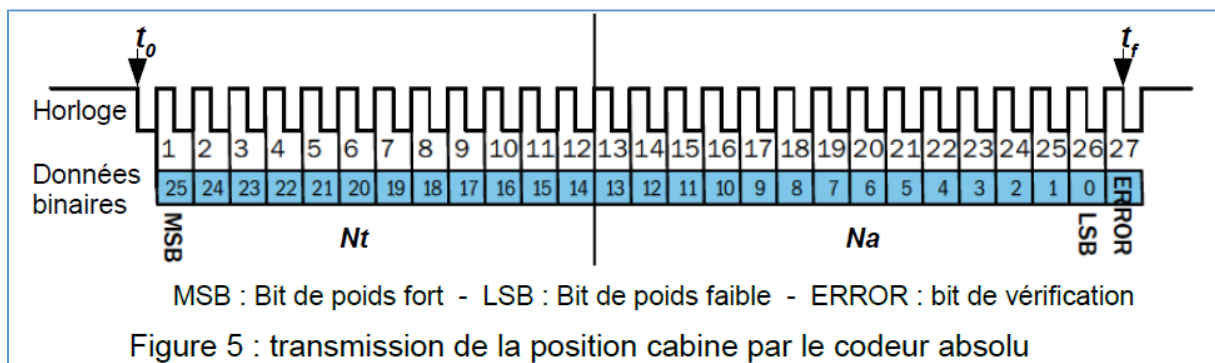 t0 tf
Horloge
1 2 3 4 5 6 7 8 9 10 11 12 13 14 15 16 17 18 19 20 21 22 23 24 25 26 27
Données
binaires
25 24 23 22 21 20 19 18 17 16 15 14 13 12 11 10 9 8 7 6 5 4 3 2 1 0 ERROR
MSB Nt Na LSB
MSB : Bit de poids fort - LSB : Bit de poids faible - ERROR : bit de vérification
Figure 5 : transmission de la position cabine par le codeur absolu